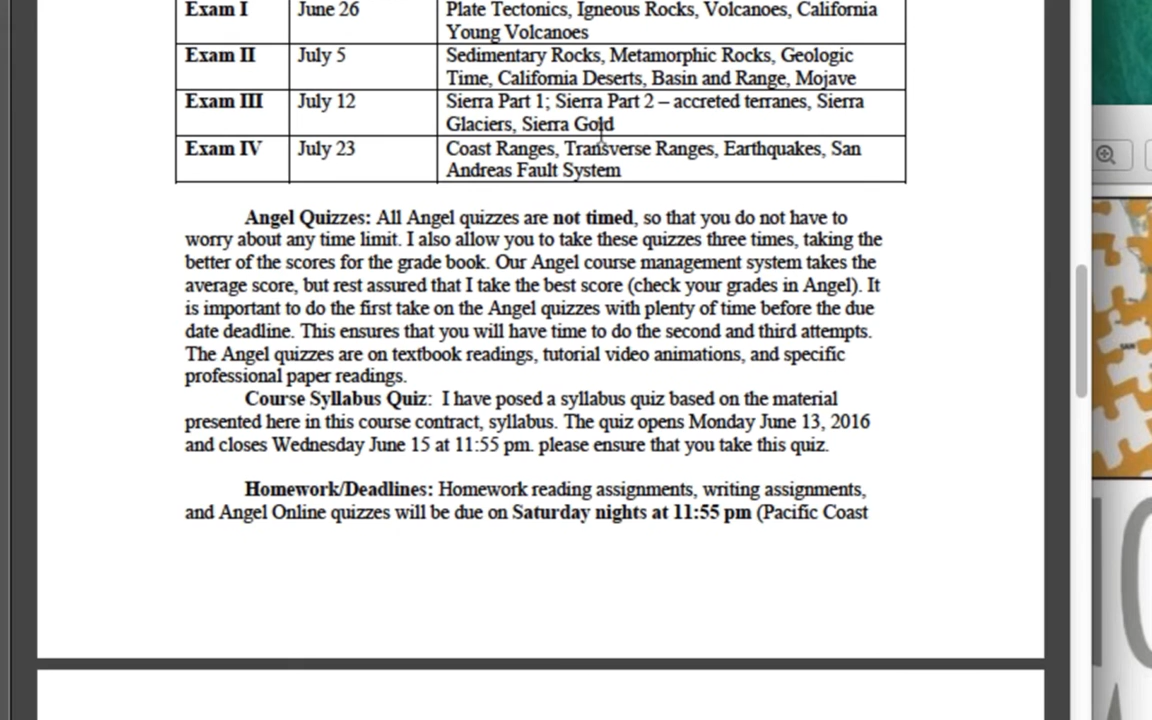 Exam I June 26 Plate Tectonics, Igneous Rocks, Volcanoes, California
Young Volcanoes
Exam II July 5 Sedimentary Rocks, Metamorphic Rocks, Geologic
Time, California Deserts, Basin and Range, Mojave
Exam III July 12 Sierra Part 1; Sierra Part 2 – accreted terranes, Sierra
Glaciers, Sierra Gold
Exam IV July 23 Coast Ranges, Transverse Ranges, Earthquakes, San
Andreas Fault System
Angel Quizzes: All Angel quizzes are not timed, so that you do not have to
worry about any time limit. I also allow you to take these quizzes three times, taking the
better of the scores for the grade book. Our Angel course management system takes the
average score, but rest assured that I take the best score (check your grades in Angel). It
is important to do the first take on the Angel quizzes with plenty of time before the due
date deadline. This ensures that you will have time to do the second and third attempts.
The Angel quizzes are on textbook readings, tutorial video animations, and specific
professional paper readings.
Course Syllabus Quiz: I have posed a syllabus quiz based on the material
presented here in this course contract, syllabus. The quiz opens Monday June 13, 2016
and closes Wednesday June 15 at 11:55 pm. please ensure that you take this quiz.
Homework/Deadlines: Homework reading assignments, writing assignments,
and Angel Online quizzes will be due on Saturday nights at 11:55 pm (Pacific Coast